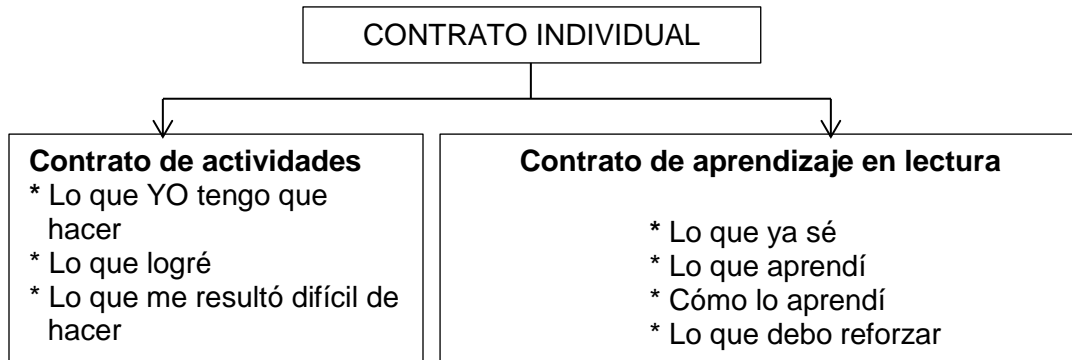 CONTRATO INDIVIDUAL
Contrato de actividades
* Lo que YO tengo que
hacer
* Lo que logré
* Lo que me resultó difícil de
hacer
Contrato de aprendizaje en lectura
* Lo que ya sé
* Lo que aprendí
* Cómo lo aprendí
* Lo que debo reforzar